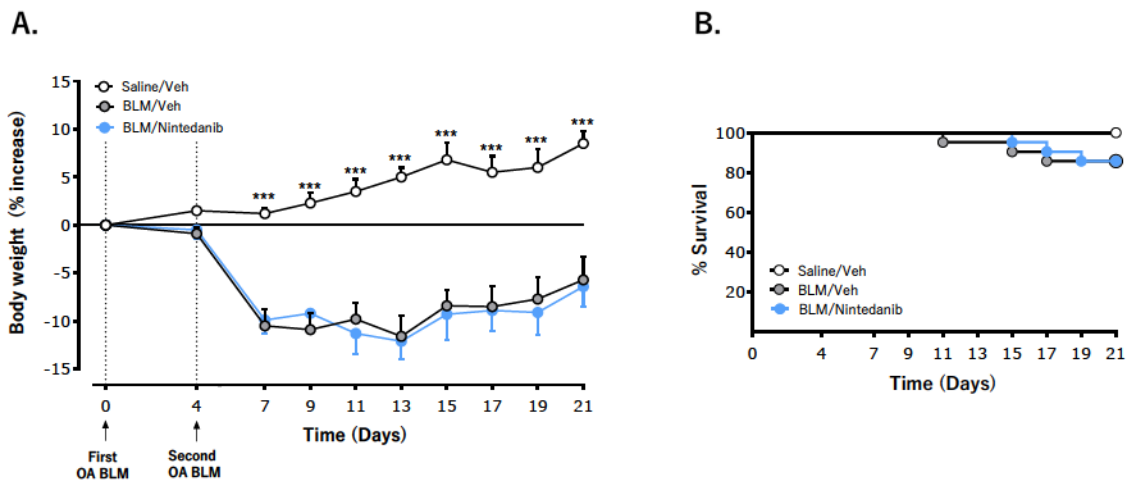 A.
B.
Saline/Veh
BLM/Veh
BLM/Nintedanib
Body weight (% increase)
15
10
5
0
-5
-10
-15
***
***
***
***
***
***
***
***
0 4 7 9 11 13 15 17 19 21
Time (Days)
First
OA BLM
Second
OA BLM
% Survival
100
80
60
40
20
Saline/Veh
BLM/Veh
BLM/Nintedanib
0 4 7 9 11 13 15 17 19 21
Time (Days)